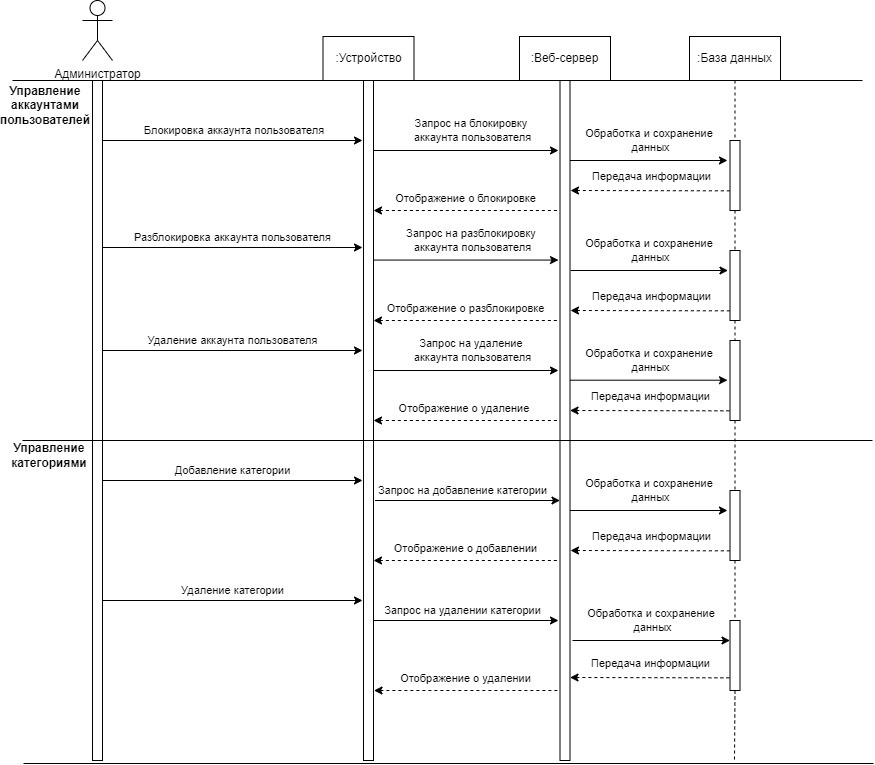 :Устройство
:Веб-сервер
:База данных
Администратор
Управление
аккаунтами
пользователей
Блокировка аккаунта пользователя
Запрос на блокировку
аккаунта пользователя
Обработка и сохранение
данных
Передача информации
Отображение о блокировке
Разблокировка аккаунта пользователя
Запрос на разблокировку
аккаунта пользователя
Обработка и сохранение
данных
Передача информации
Отображение о разблокировке
Удаление аккаунта пользователя
Запрос на удаление
аккаунта пользователя
Обработка и сохранение
данных
Передача информации
Отображение о удаление
Управление
категориями
Добавление категории
Запрос на добавление категории
Обработка и сохранение
данных
Передача информации
Отображение о добавлении
Удаление категории
Запрос на удалении категории
Обработка и сохранение
данных
Передача информации
Отображение о удалении